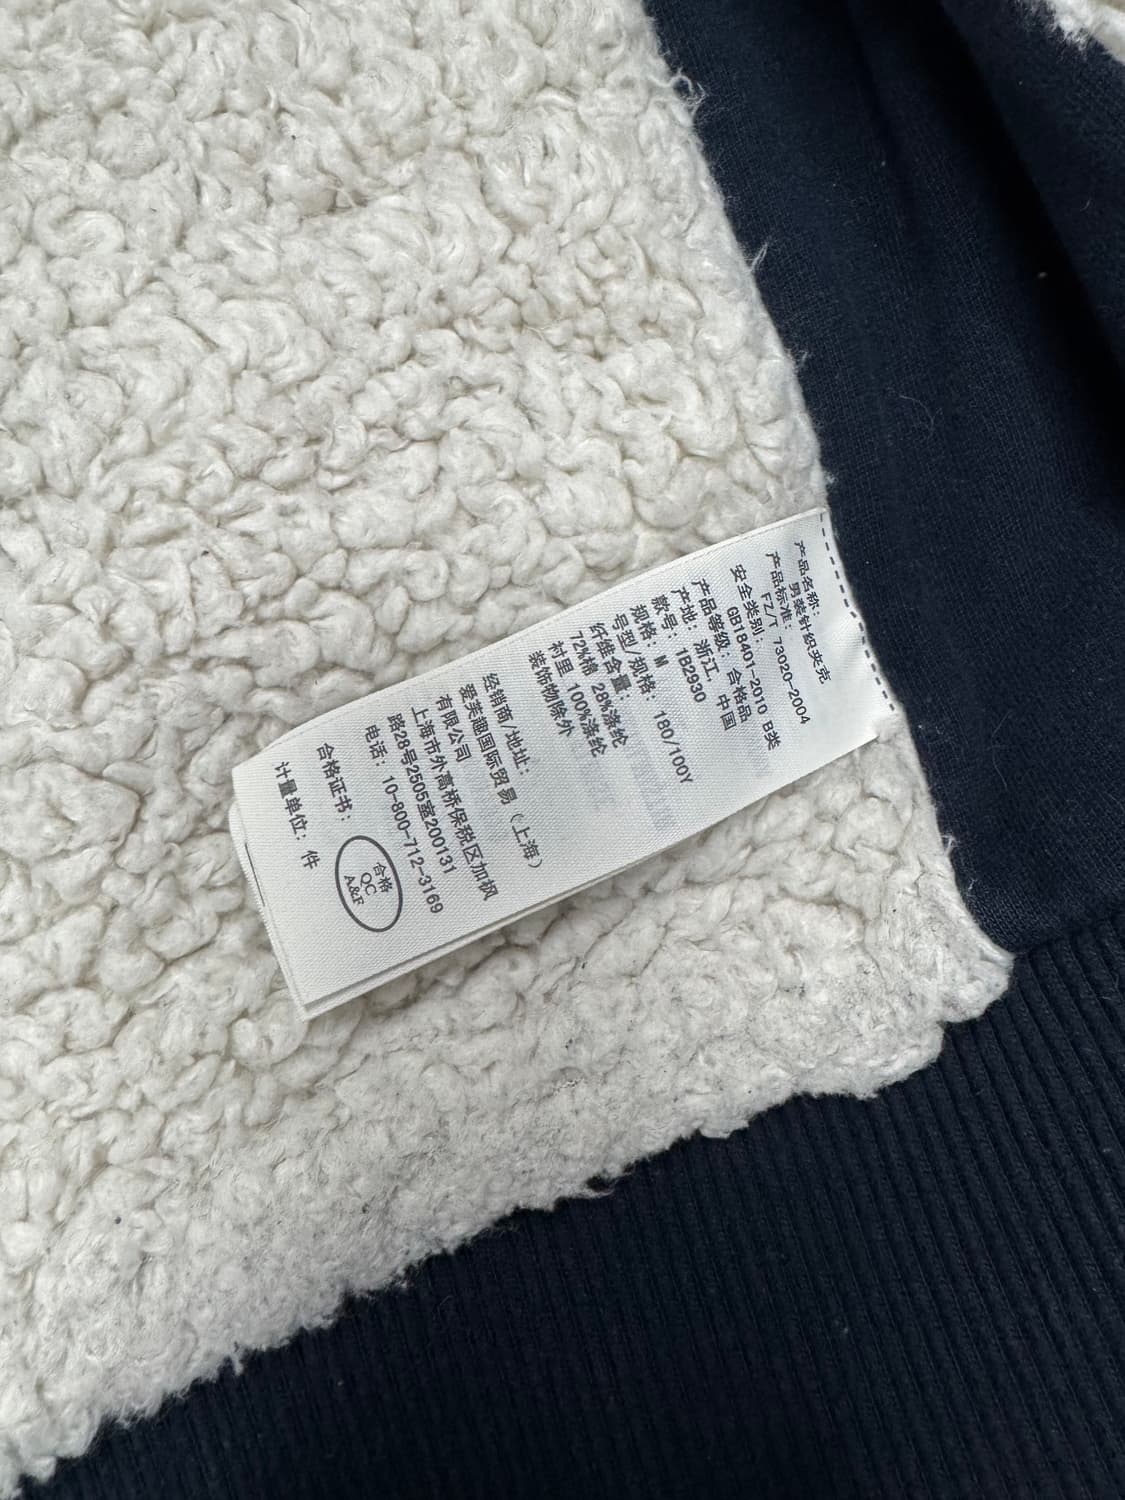 产品名称：
男装针织夹克
产品标准：
FZ/T 73020-2004
安全类别：
GB18401-2010 B类
产品等级：合格品
产地：浙江，中国
款号：1B2930
规格：M
号型/规格：180/100Y
纤维含量：
72%棉 28%涤纶
衬里 100%涤纶
装饰物除外
经销商/地址：
爱芙趣国际贸易（上海）
有限公司
上海市外高桥保税区加枫
路28号2505室200131
电话：10-800-712-3169
合格证书：
合格
QC
A&F
计量单位：件